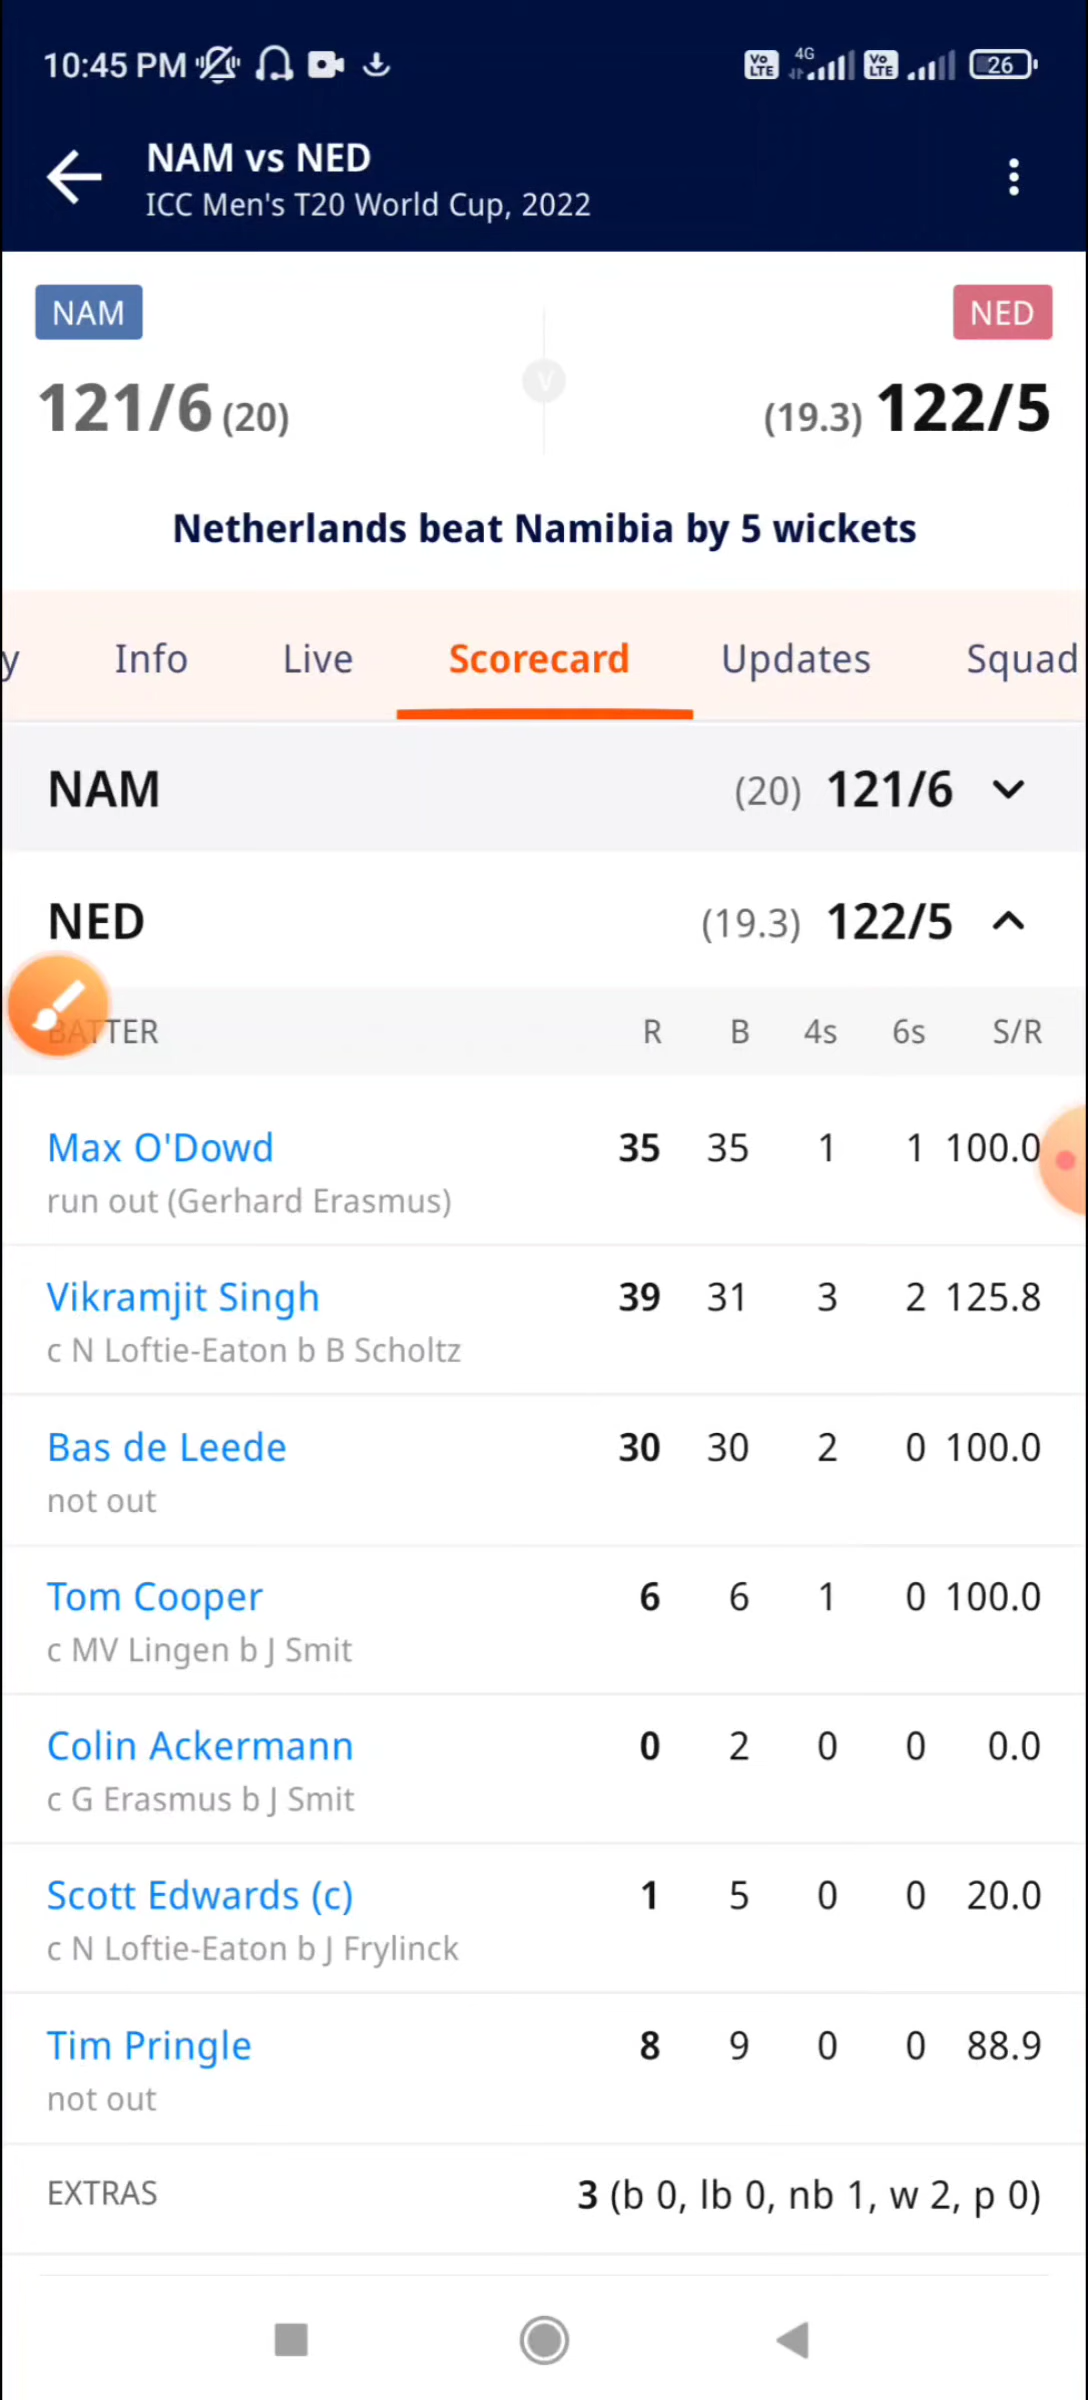 10:45 PM Vo LTE 4G Vo LTE 26
NAM vs NED
ICC Men's T20 World Cup, 2022
NAM NED
121/6 (20) V (19.3) 122/5
Netherlands beat Namibia by 5 wickets
y Info Live Scorecard Updates Squad
NAM (20) 121/6
NED (19.3) 122/5
BATTER R B 4s 6s S/R
Max O'Dowd 35 35 1 1 100.0
run out (Gerhard Erasmus)
Vikramjit Singh 39 31 3 2 125.8
c N Loftie-Eaton b B Scholtz
Bas de Leede 30 30 2 0 100.0
not out
Tom Cooper 6 6 1 0 100.0
c MV Lingen b J Smit
Colin Ackermann 0 2 0 0 0.0
c G Erasmus b J Smit
Scott Edwards (c) 1 5 0 0 20.0
c N Loftie-Eaton b J Frylinck
Tim Pringle 8 9 0 0 88.9
not out
EXTRAS 3 (b 0, lb 0, nb 1, w 2, p 0)